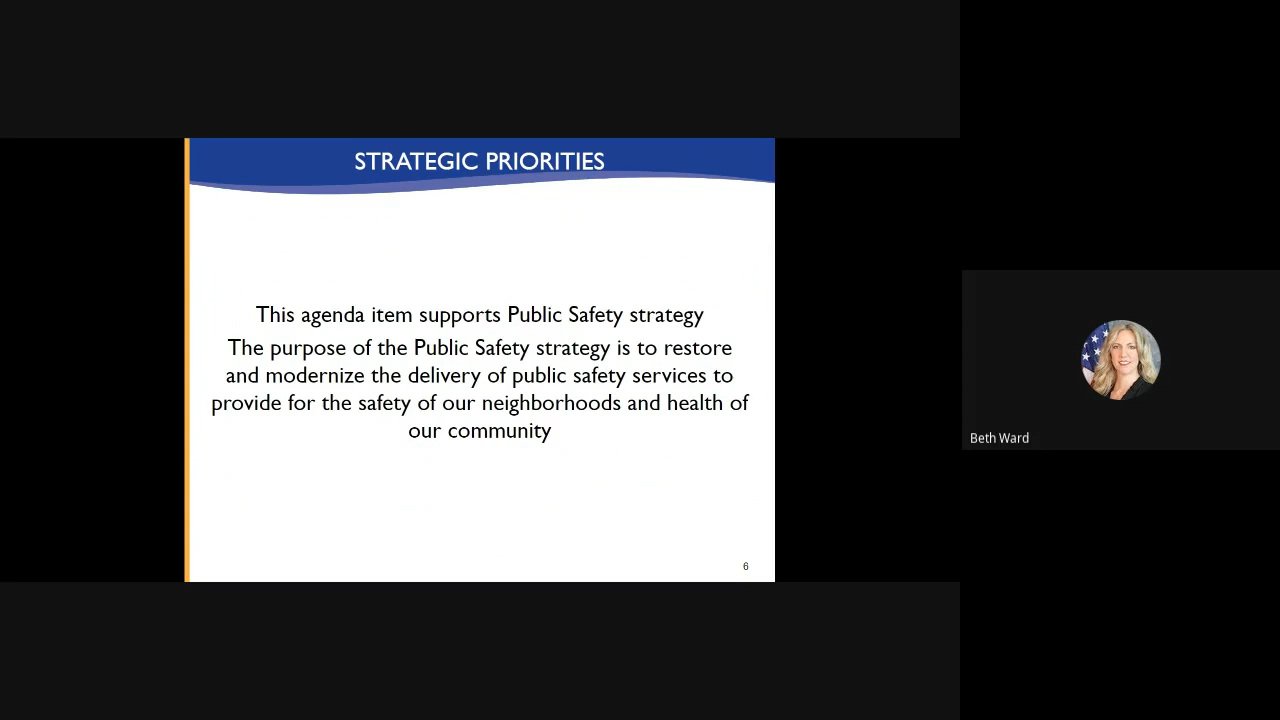 STRATEGIC PRIORITIES
This agenda item supports Public Safety strategy
The purpose of the Public Safety strategy is to restore
and modernize the delivery of public safety services to
provide for the safety of our neighborhoods and health of
our community
6
Beth Ward